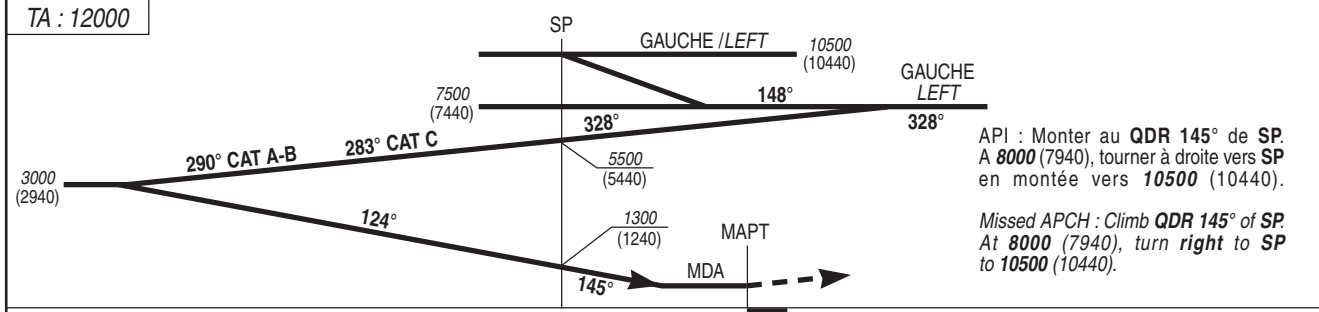 TA : 12000
SP
GAUCHE /LEFT
10500
(10440)
GAUCHE
LEFT
7500
(7440)
148°
328°
328°
290° CAT A-B
283° CAT C
5500
(5440)
3000
(2940)
124°
1300
(1240)
MAPT
MDA
145°
API : Monter au QDR 145° de SP.
A 8000 (7940), tourner à droite vers SP
en montée vers 10500 (10440).
Missed APCH : Climb QDR 145° of SP.
At 8000 (7940), turn right to SP
to 10500 (10440).